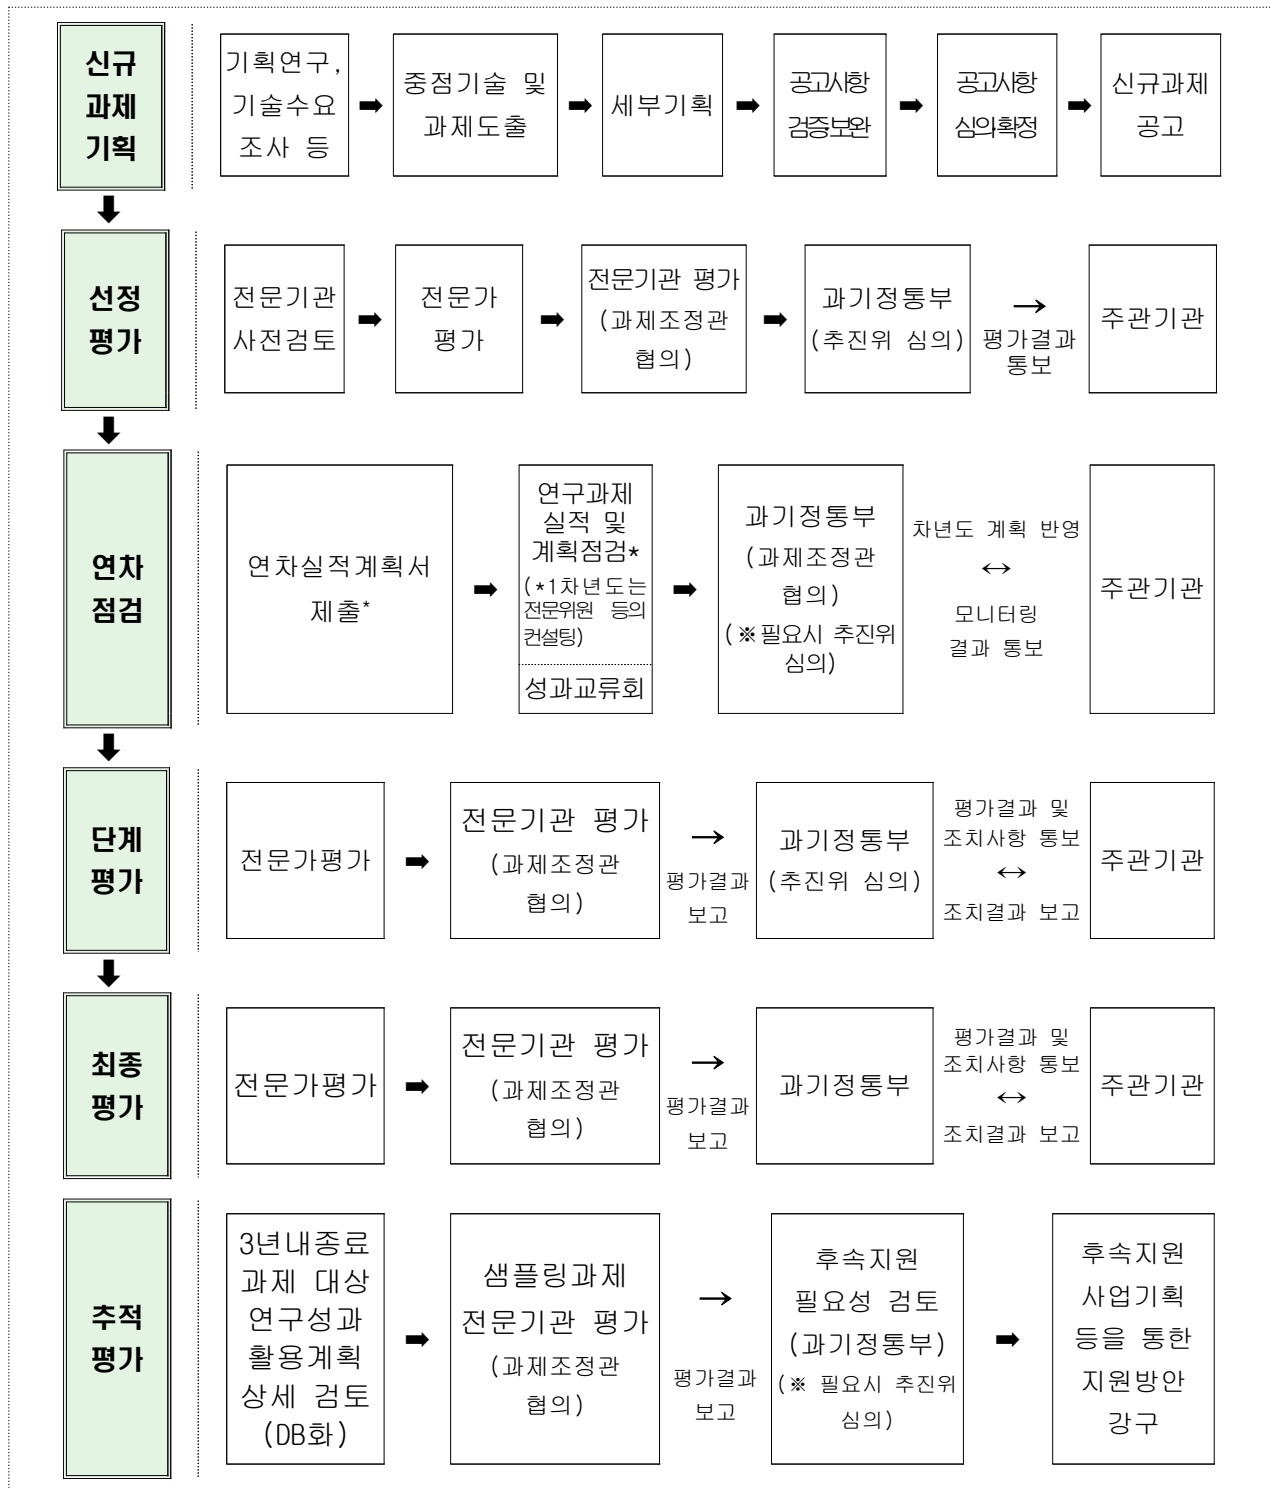 신규
과제
기획
기획연구,
기술수요
조사 등
➡
중점기술 및
과제도출
➡
세부기획
➡
공고사항
검증·보완
➡
공고사항
심의·확정
➡
신규과제
공고
⬇
선정
평가
전문기관
사전검토
➡
전문가
평가
➡
전문기관 평가
(과제조정관
협의)
➡
과기정통부
(추진위 심의)
→
평가결과
통보
주관기관
⬇
연차
점검
연차실적계획서
제출*
➡
연구과제
실적 및
계획점검*
(*1차년도는
전문위원 등의
컨설팅)
성과교류회
➡
과기정통부
(과제조정관
협의)
(※필요시 추진위
심의)
차년도 계획 반영
↔
모니터링
결과 통보
주관기관
⬇
단계
평가
전문가평가
➡
전문기관 평가
(과제조정관
협의)
→
평가결과
보고
과기정통부
(추진위 심의)
평가결과 및
조치사항 통보
↔
조치결과 보고
주관기관
⬇
최종
평가
전문가평가
➡
전문기관 평가
(과제조정관
협의)
→
평가결과
보고
과기정통부
평가결과 및
조치사항 통보
↔
조치결과 보고
주관기관
추적
평가
3년내종료
과제 대상
연구성과
활용계획
상세 검토
(DB화)
➡
샘플링과제
전문기관 평가
(과제조정관
협의)
→
평가결과
보고
후속지원
필요성 검토
(과기정통부)
(※ 필요시 추진위
심의)
➡
후속지원
사업기획
등을 통한
지원방안
강구